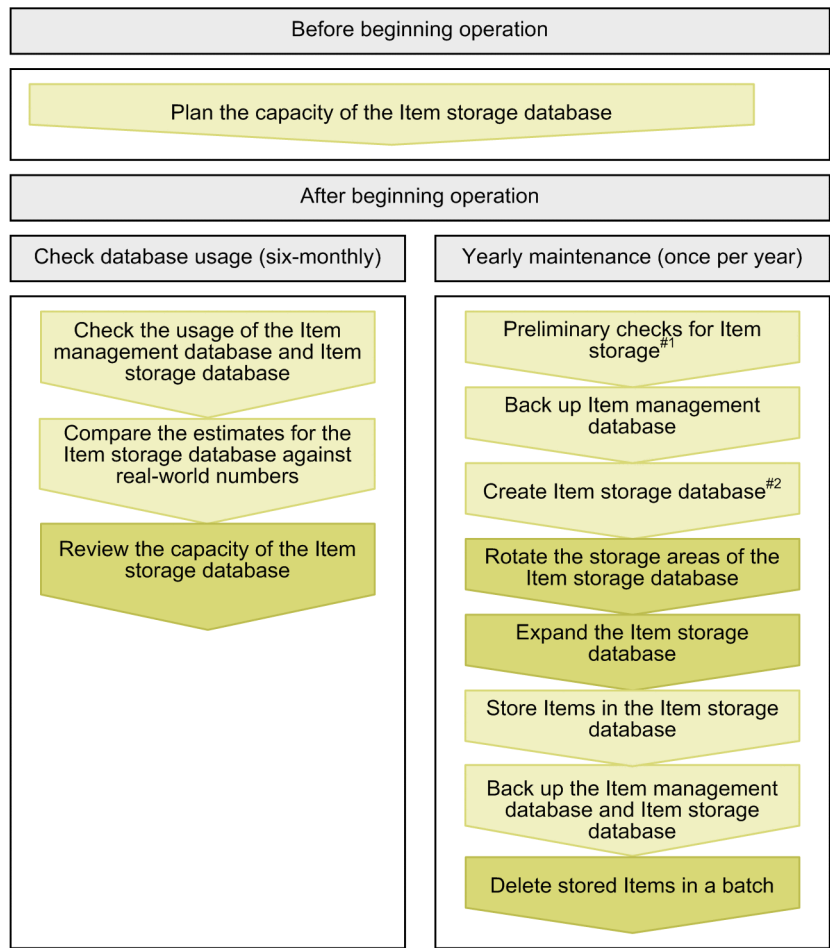 Before beginning operation
Plan the capacity of the Item storage database
After beginning operation
Check database usage (six-monthly)
Check the usage of the Item
management database and Item
storage database
Compare the estimates for the
Item storage database against
real-world numbers
Review the capacity of the Item
storage database
Yearly maintenance (once per year)
Preliminary checks for Item
storage#1
Back up Item management
database
Create Item storage database#2
Rotate the storage areas of the
Item storage database
Expand the Item storage
database
Store Items in the Item storage
database
Back up the Item management
database and Item storage
database
Delete stored Items in a batch